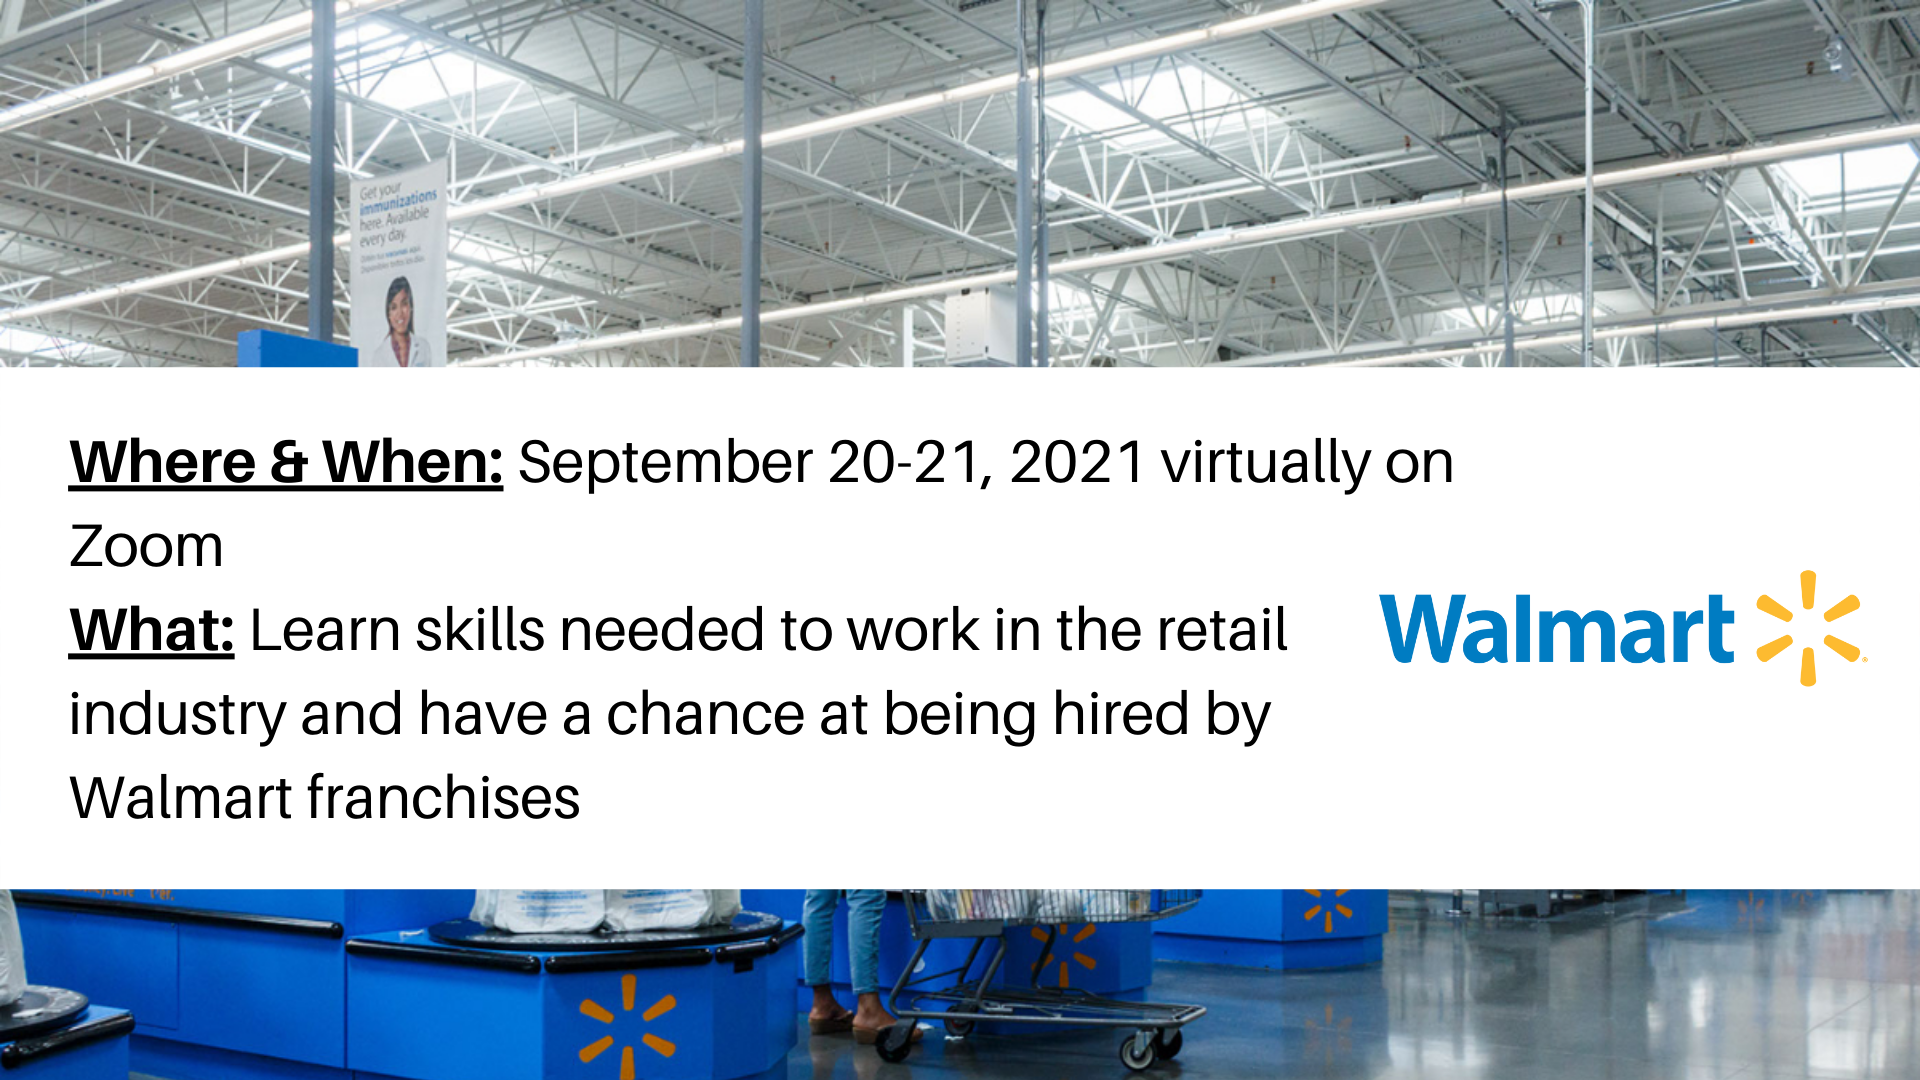 Get your
immunizations
here. Available
every day.
Where & When: September 20-21, 2021 virtually on
Zoom
What: Learn skills needed to work in the retail
industry and have a chance at being hired by
Walmart franchises
Walmart